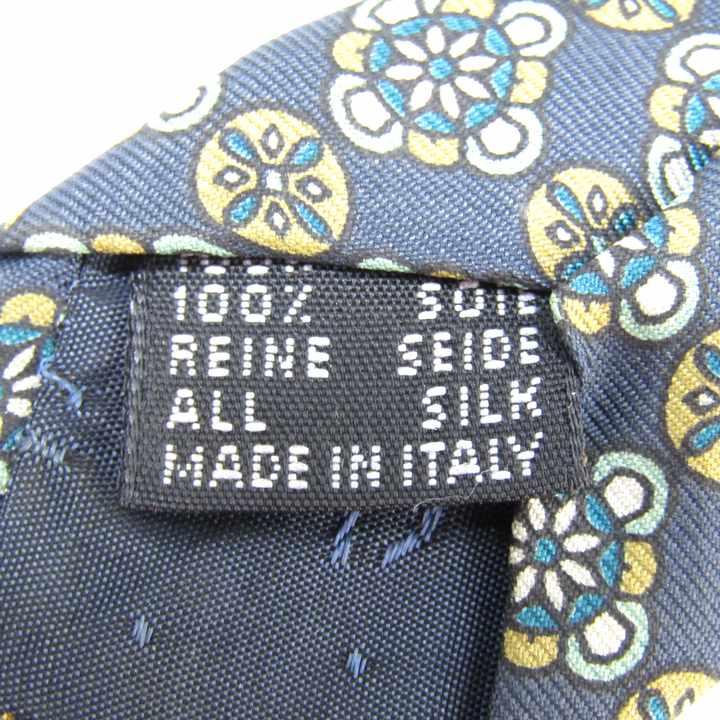 100% SOIE
REINE SEIDE
ALL SILK
MADE IN ITALY